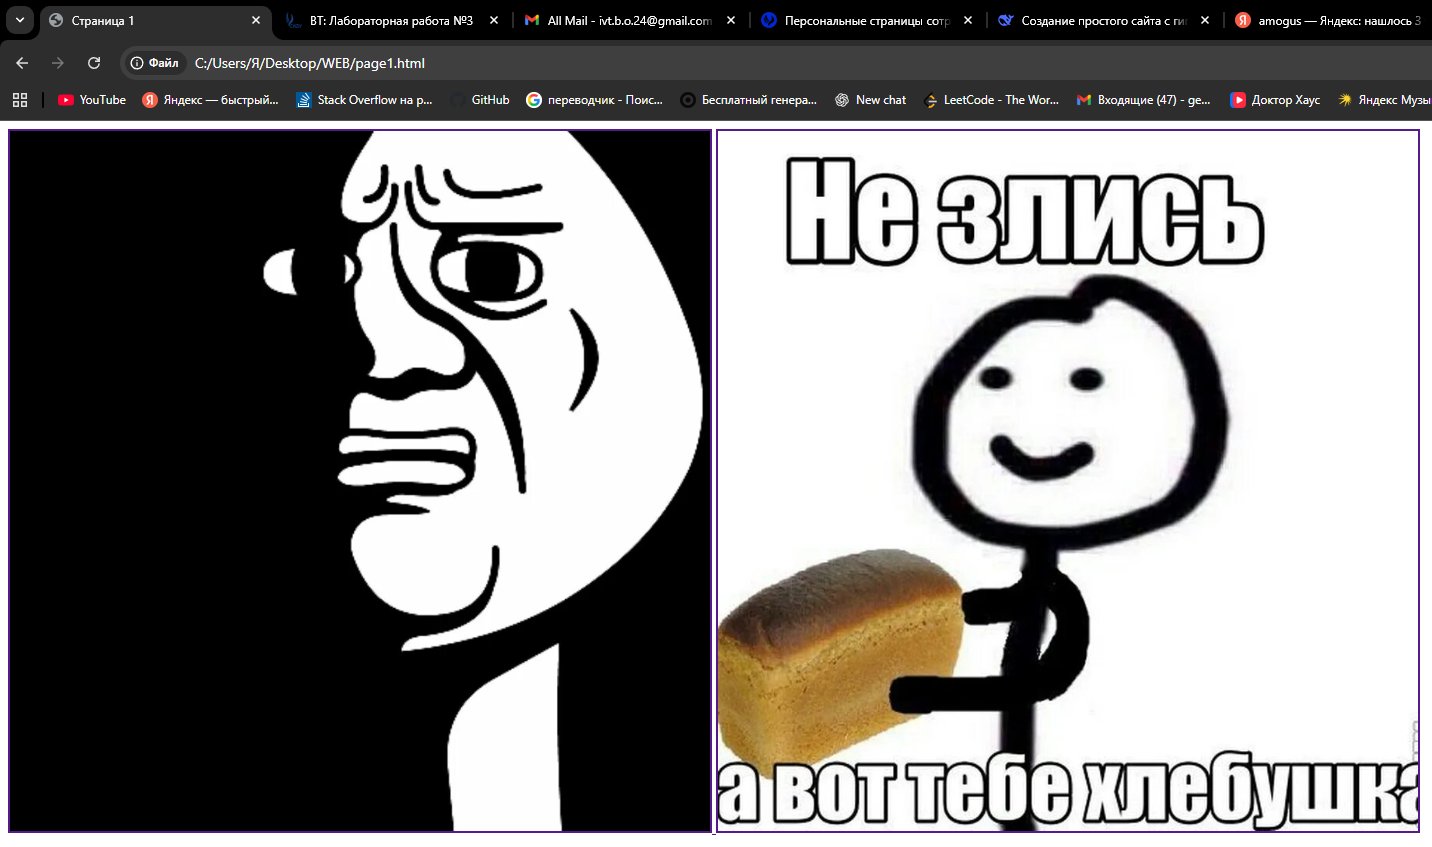 Страница 1
ВТ: Лабораторная работа №3
All Mail - ivt.b.o.24@gmail.com
Персональные страницы сотр
Создание простого сайта с ги
amogus — Яндекс: нашлось 3
Файл
C:/Users/Я/Desktop/WEB/page1.html
YouTube
Яндекс — быстрый...
Stack Overflow на р...
GitHub
переводчик - Поис...
Бесплатный генера...
New chat
LeetCode - The Wor...
Входящие (47) - ge...
Доктор Хаус
Яндекс Музы
Не злись
а вот тебе хлебушка